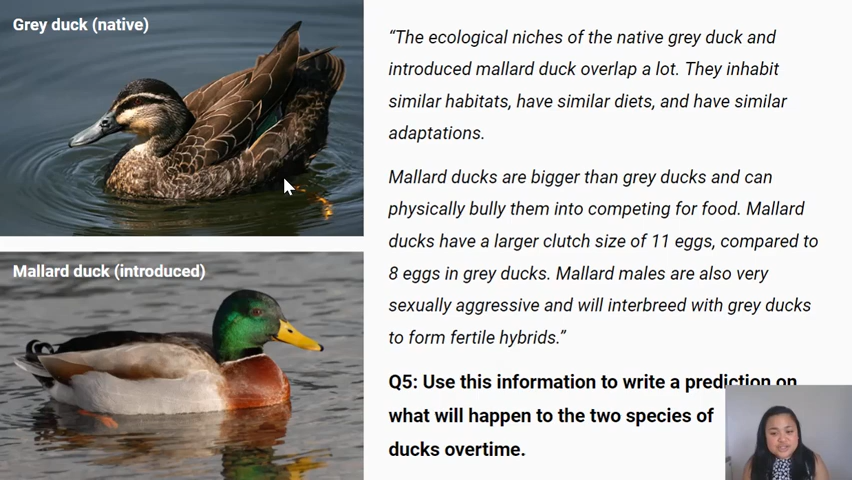 Grey duck (native)
Mallard duck (introduced)
“The ecological niches of the native grey duck and
introduced mallard duck overlap a lot. They inhabit
similar habitats, have similar diets, and have similar
adaptations.
Mallard ducks are bigger than grey ducks and can
physically bully them into competing for food. Mallard
ducks have a larger clutch size of 11 eggs, compared to
8 eggs in grey ducks. Mallard males are also very
sexually aggressive and will interbreed with grey ducks
to form fertile hybrids.”
Q5: Use this information to write a prediction on
what will happen to the two species of
ducks overtime.